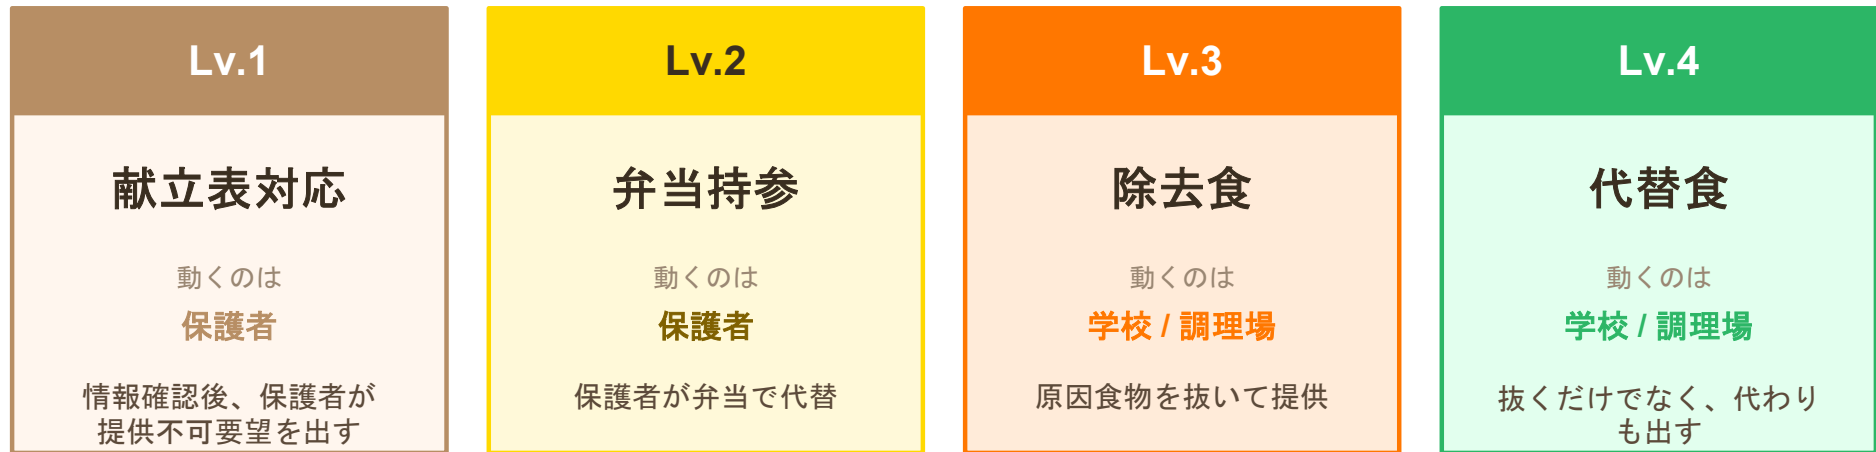 Lv.1
献立表対応
動くのは
保護者
情報確認後、保護者が
提供不可要望を出す
Lv.2
弁当持参
動くのは
保護者
保護者が弁当で代替
Lv.3
除去食
動くのは
学校 / 調理場
原因食物を抜いて提供
Lv.4
代替食
動くのは
学校 / 調理場
抜くだけでなく、代わり
も出す